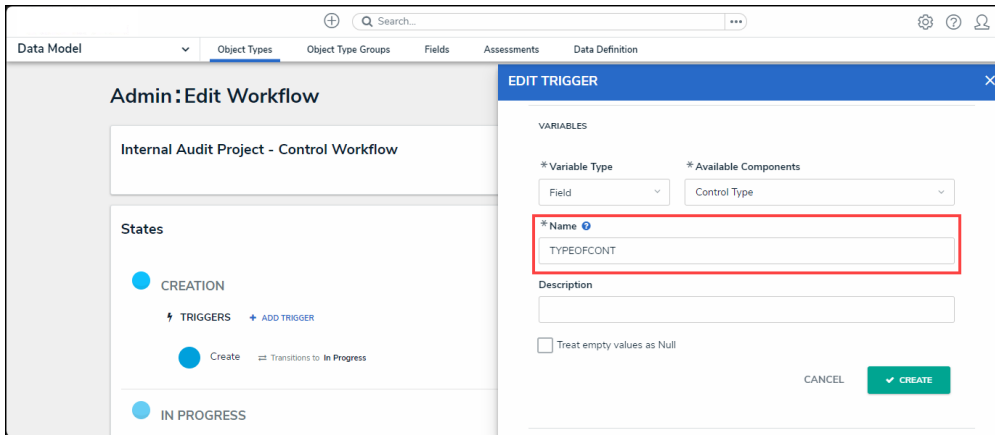 Search...
Data Model
Object Types Object Type Groups Fields Assessments Data Definition
Admin:Edit Workflow
Internal Audit Project - Control Workflow
States
CREATION
TRIGGERS + ADD TRIGGER
Create Transitions to In Progress
IN PROGRESS
EDIT TRIGGER
VARIABLES
*Variable Type *Available Components
Field Control Type
*Name
TYPEOFCONT
Description
Treat empty values as Null
CANCEL CREATE